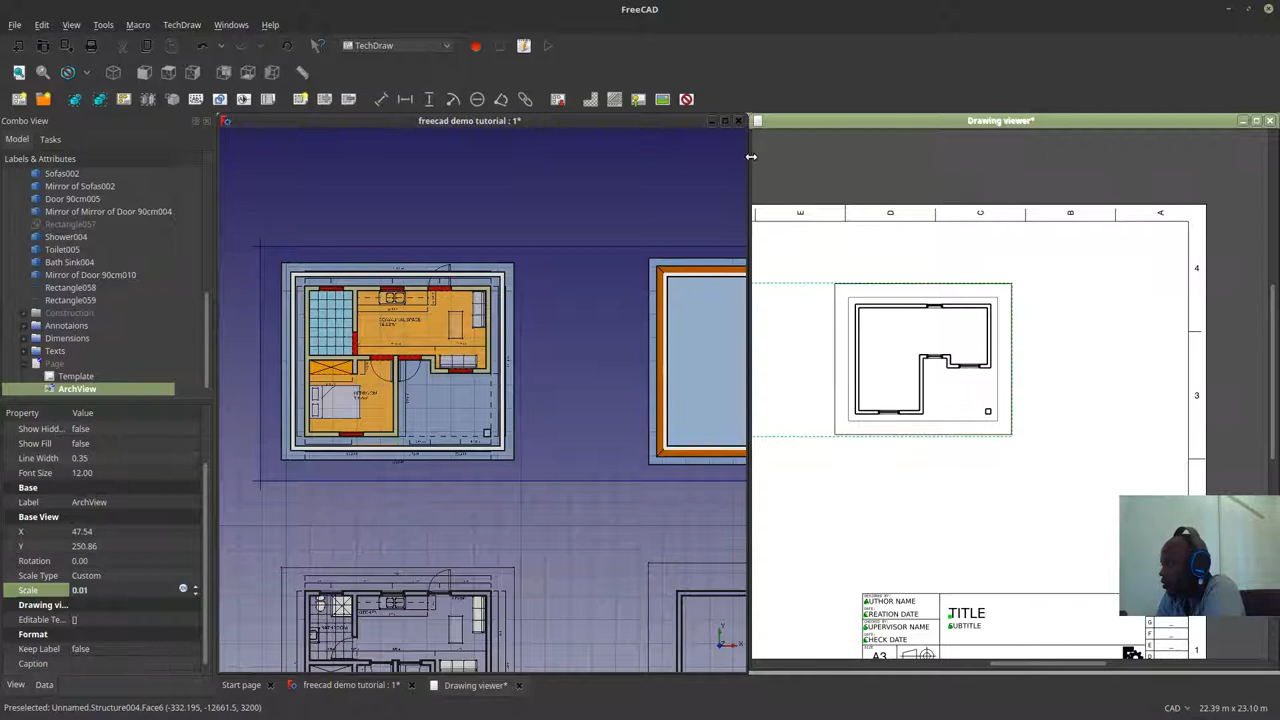 FreeCAD
File Edit View Tools Macro TechDraw Windows Help
TechDraw
Combo View
freecad demo tutorial : 1*
Drawing viewer*
Model Tasks
Labels & Attributes
Sofas002
Mirror of Sofas002
Door 90cm005
Mirror of Mirror of Door 90cm004
Rectangle057
Shower004
Toilet005
Bath Sink004
Mirror of Door 90cm010
Rectangle058
Rectangle059
Construction
Annotaions
Dimensions
Texts
Page
Template
ArchView
Property Value
Show Hidd... false
Show Fill false
Line Width 0.35
Font Size 12.00
Base
Label ArchView
Base View
X 47.54
Y 250.86
Rotation 0.00
Scale Type Custom
Scale 0.01
Drawing vi...
Editable Te... []
Format
Keep Label false
Caption
View Data
E D C B A
4
3
1
AUTHOR NAME
CREATION DATE
SUPERVISOR NAME
CHECK DATE
SIZE
A3
TITLE
SUBTITLE
G
F
E
D
Y
X
Start page
freecad demo tutorial : 1*
Drawing viewer*
Preselected: Unnamed.Structure004.Face6 (-332.195, -12661.5, 3200)
CAD
22.39 m x 23.10 m